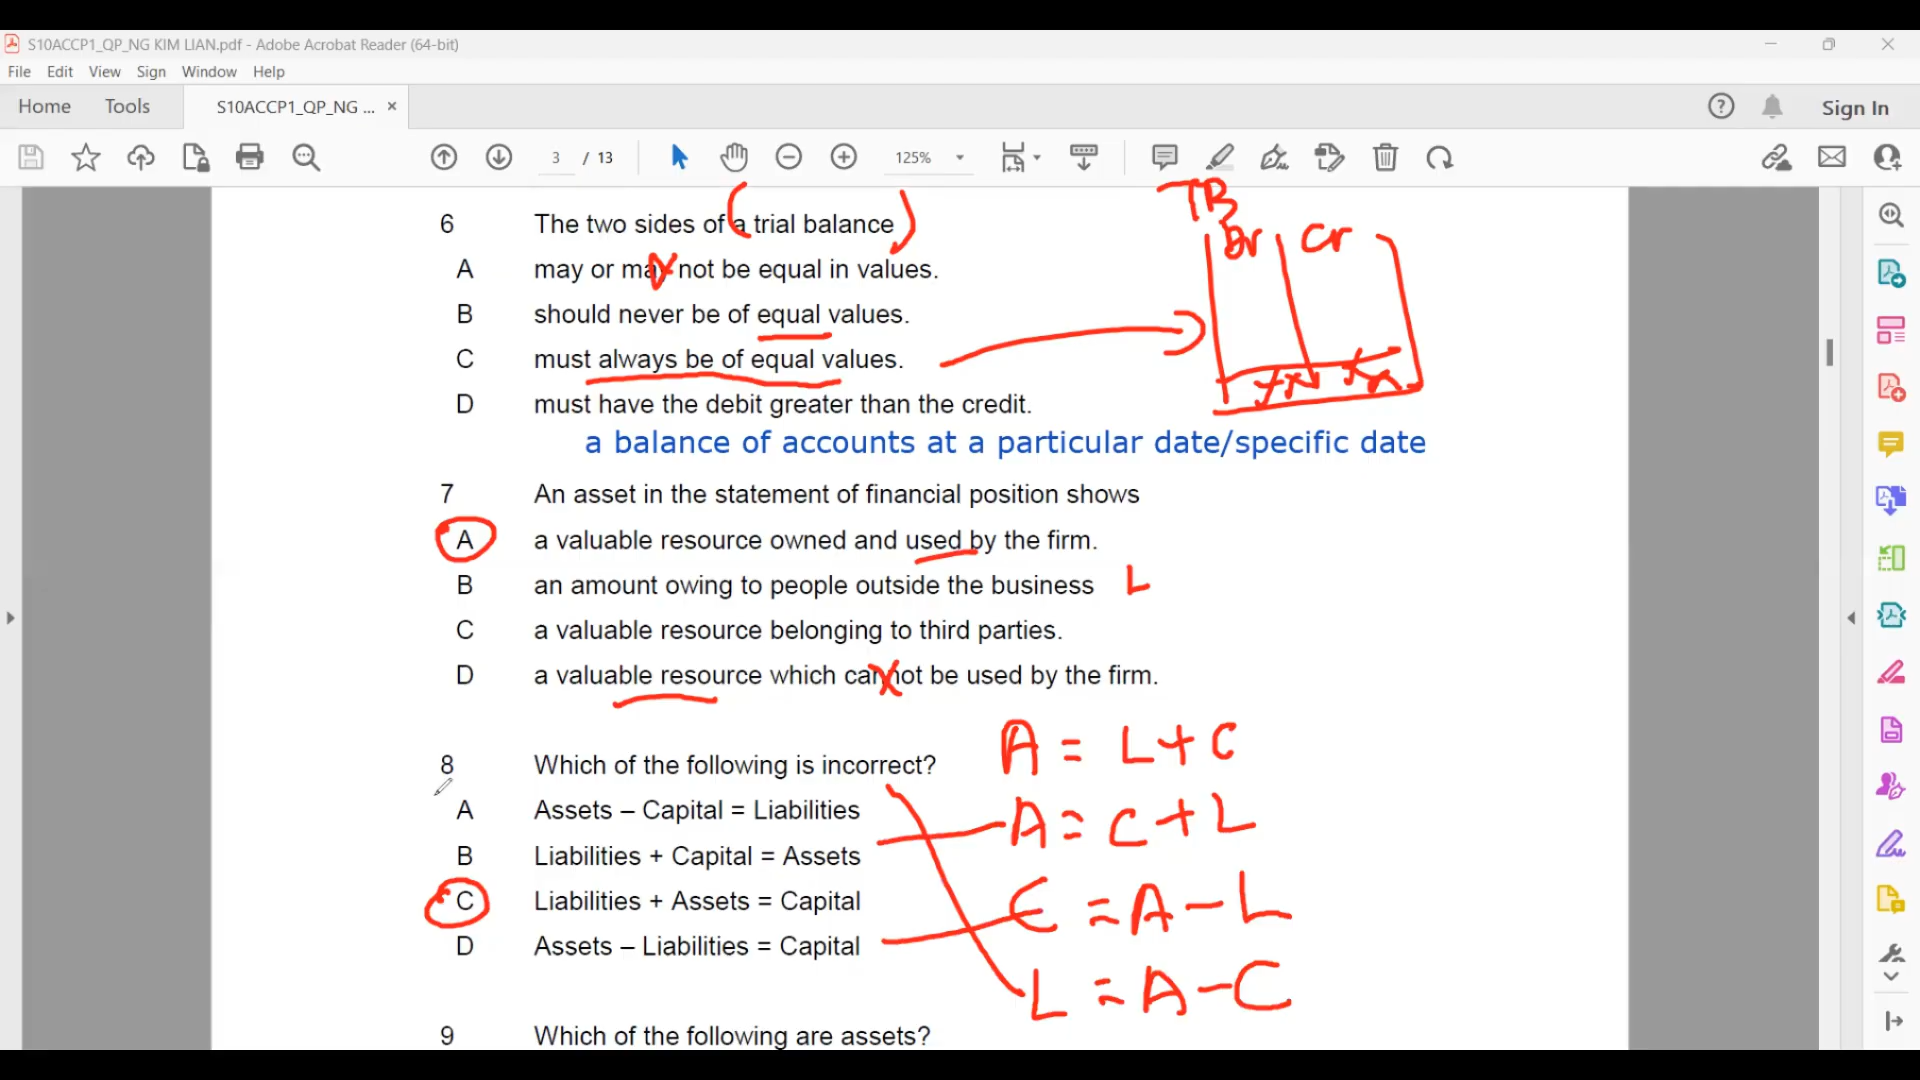 S10ACCP1_QP_NG KIM LIAN.pdf - Adobe Acrobat Reader (64-bit)
File Edit View Sign Window Help
Home Tools S10ACCP1_QP_NG ... × Sign In
3 / 13 125%
TB
6 The two sides of a trial balance
Dr Cr
A may or may not be equal in values.
B should never be of equal values.
C must always be of equal values.
D must have the debit greater than the credit.
a balance of accounts at a particular date/specific date
7 An asset in the statement of financial position shows
A a valuable resource owned and used by the firm.
B an amount owing to people outside the business L
C a valuable resource belonging to third parties.
D a valuable resource which cannot be used by the firm.
A = L + C
8 Which of the following is incorrect?
A Assets – Capital = Liabilities
A = C + L
B Liabilities + Capital = Assets
C Liabilities + Assets = Capital
C = A - L
D Assets – Liabilities = Capital
L = A - C
9 Which of the following are assets?